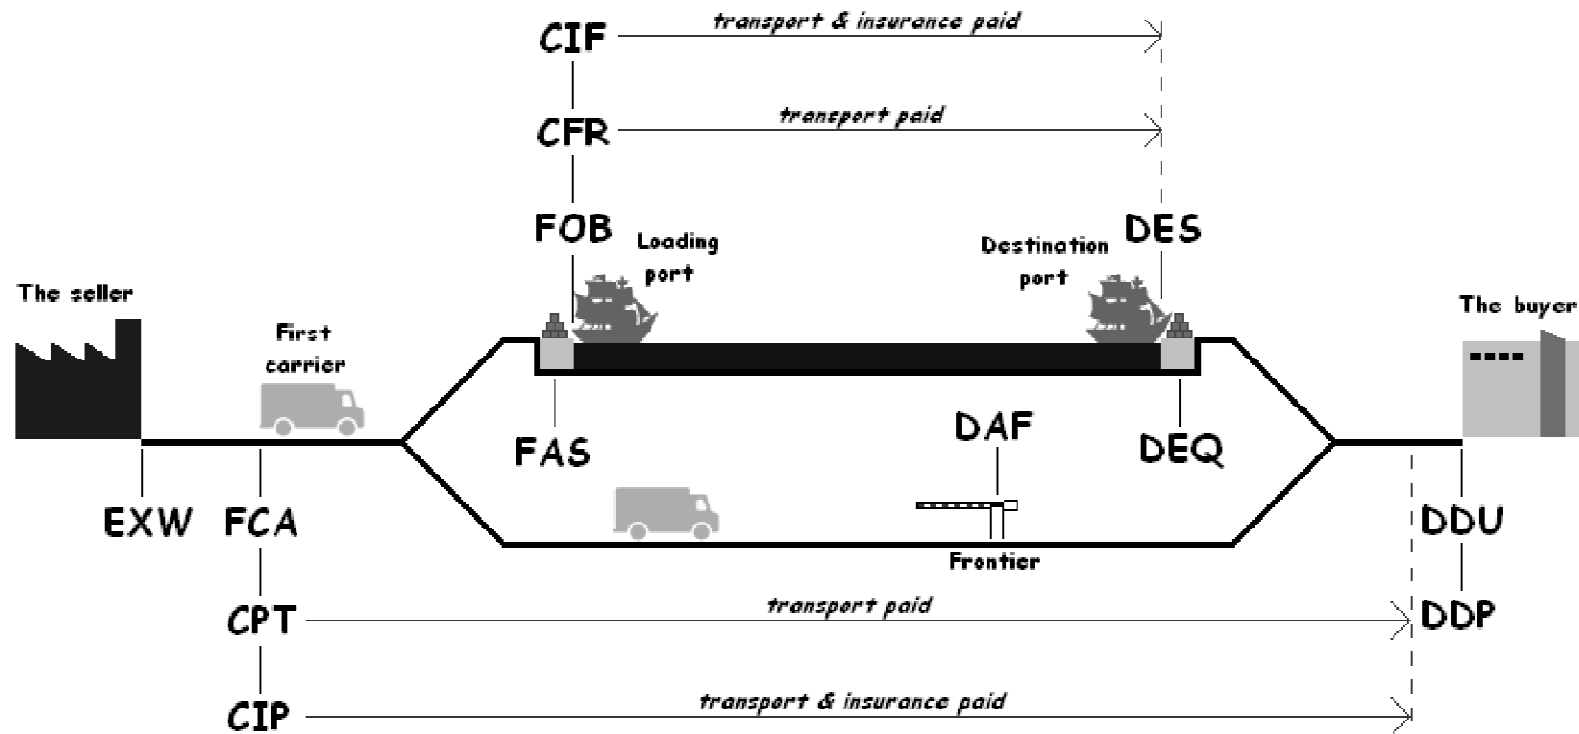 transport & insurance paid
CIF
transport paid
CFR
FOB
Loading
port
Destination
port
DES
The seller
The buyer
First
carrier
FAS
DAF
DEQ
EXW
FCA
DDU
Frontier
transport paid
CPT
DDP
transport & insurance paid
CIP